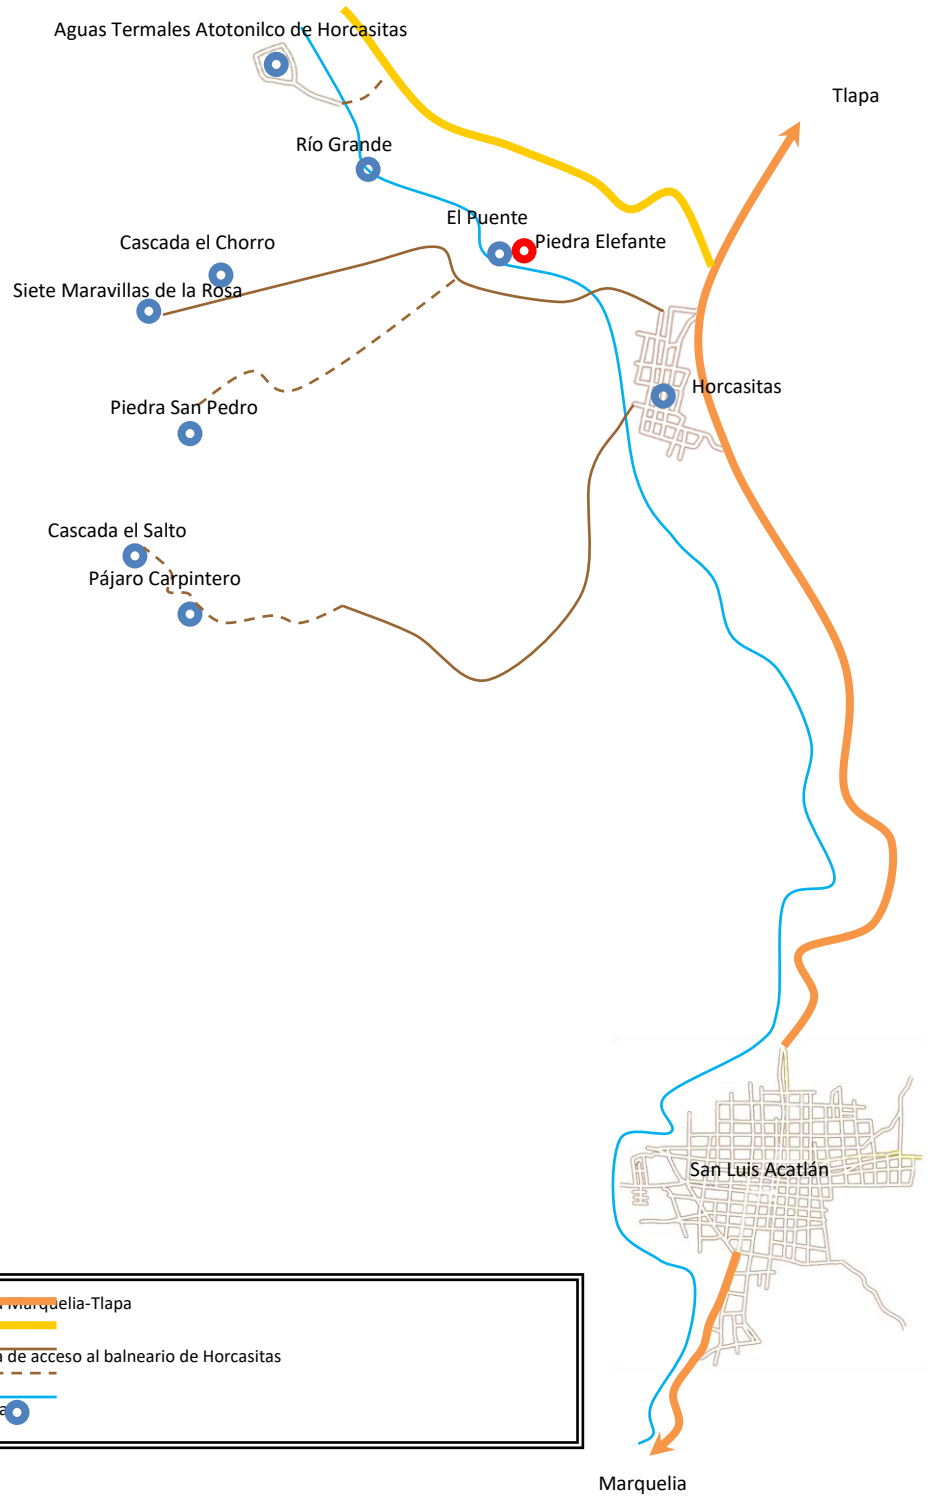 Aguas Termales Atotonilco de Horcasitas
Tlapa
Río Grande
El Puente
Piedra Elefante
Cascada el Chorro
Siete Maravillas de la Rosa
Horcasitas
Piedra San Pedro
Cascada el Salto
Pájaro Carpintero
San Luis Acatlán
Marquelia-Tlapa
de acceso al balneario de Horcasitas
Marquelia